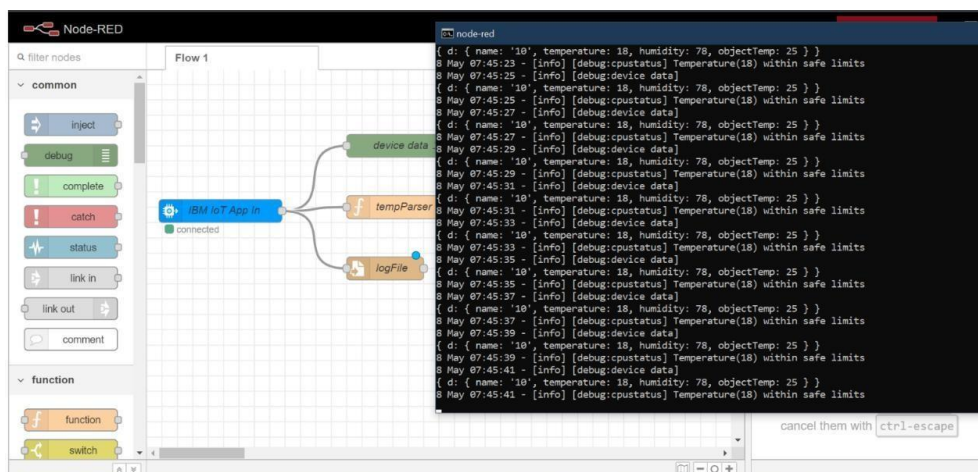 Node-RED
filter nodes
Flow 1
common
inject
debug
complete
catch
status
link in
link out
comment
function
function
switch
IBM IoT App In
connected
device data
tempParser
logFile
node-red
{ d: { name: '10', temperature: 18, humidity: 78, objectTemp: 25 } }
8 May 07:45:23 - [info] [debug:cpustatus] Temperature(18) within safe limits
8 May 07:45:25 - [info] [debug:device data]
{ d: { name: '10', temperature: 18, humidity: 78, objectTemp: 25 } }
8 May 07:45:25 - [info] [debug:cpustatus] Temperature(18) within safe limits
8 May 07:45:27 - [info] [debug:device data]
{ d: { name: '10', temperature: 18, humidity: 78, objectTemp: 25 } }
8 May 07:45:27 - [info] [debug:cpustatus] Temperature(18) within safe limits
8 May 07:45:29 - [info] [debug:device data]
{ d: { name: '10', temperature: 18, humidity: 78, objectTemp: 25 } }
8 May 07:45:29 - [info] [debug:cpustatus] Temperature(18) within safe limits
8 May 07:45:31 - [info] [debug:device data]
{ d: { name: '10', temperature: 18, humidity: 78, objectTemp: 25 } }
8 May 07:45:31 - [info] [debug:cpustatus] Temperature(18) within safe limits
8 May 07:45:33 - [info] [debug:device data]
{ d: { name: '10', temperature: 18, humidity: 78, objectTemp: 25 } }
8 May 07:45:33 - [info] [debug:cpustatus] Temperature(18) within safe limits
8 May 07:45:35 - [info] [debug:device data]
{ d: { name: '10', temperature: 18, humidity: 78, objectTemp: 25 } }
8 May 07:45:35 - [info] [debug:cpustatus] Temperature(18) within safe limits
8 May 07:45:37 - [info] [debug:device data]
{ d: { name: '10', temperature: 18, humidity: 78, objectTemp: 25 } }
8 May 07:45:37 - [info] [debug:cpustatus] Temperature(18) within safe limits
8 May 07:45:39 - [info] [debug:device data]
{ d: { name: '10', temperature: 18, humidity: 78, objectTemp: 25 } }
8 May 07:45:39 - [info] [debug:cpustatus] Temperature(18) within safe limits
8 May 07:45:41 - [info] [debug:device data]
{ d: { name: '10', temperature: 18, humidity: 78, objectTemp: 25 } }
8 May 07:45:41 - [info] [debug:cpustatus] Temperature(18) within safe limits
cancel them with ctrl-escape